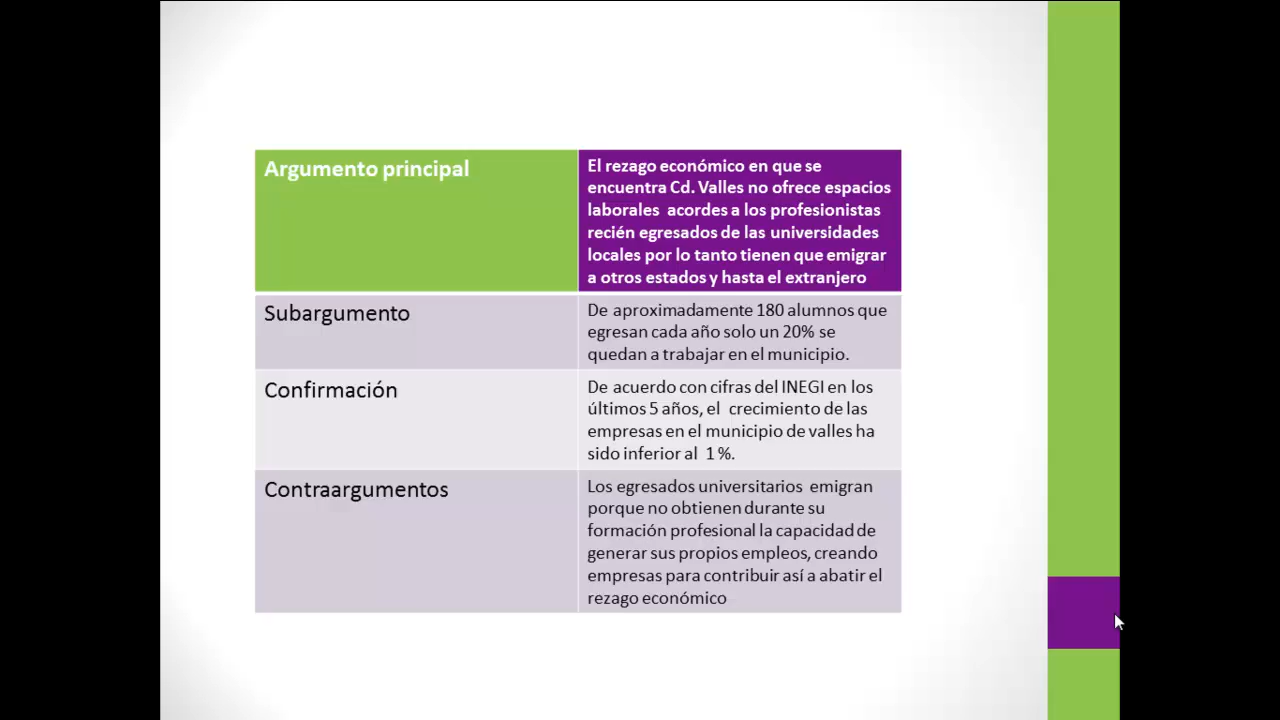 Argumento principal
El rezago económico en que se
encuentra Cd. Valles no ofrece espacios
laborales acordes a los profesionistas
recién egresados de las universidades
locales por lo tanto tienen que emigrar
a otros estados y hasta el extranjero
Subargumento
De aproximadamente 180 alumnos que
egresan cada año solo un 20% se
quedan a trabajar en el municipio.
Confirmación
De acuerdo con cifras del INEGI en los
últimos 5 años, el crecimiento de las
empresas en el municipio de valles ha
sido inferior al 1 %.
Contraargumentos
Los egresados universitarios emigran
porque no obtienen durante su
formación profesional la capacidad de
generar sus propios empleos, creando
empresas para contribuir así a abatir el
rezago económico